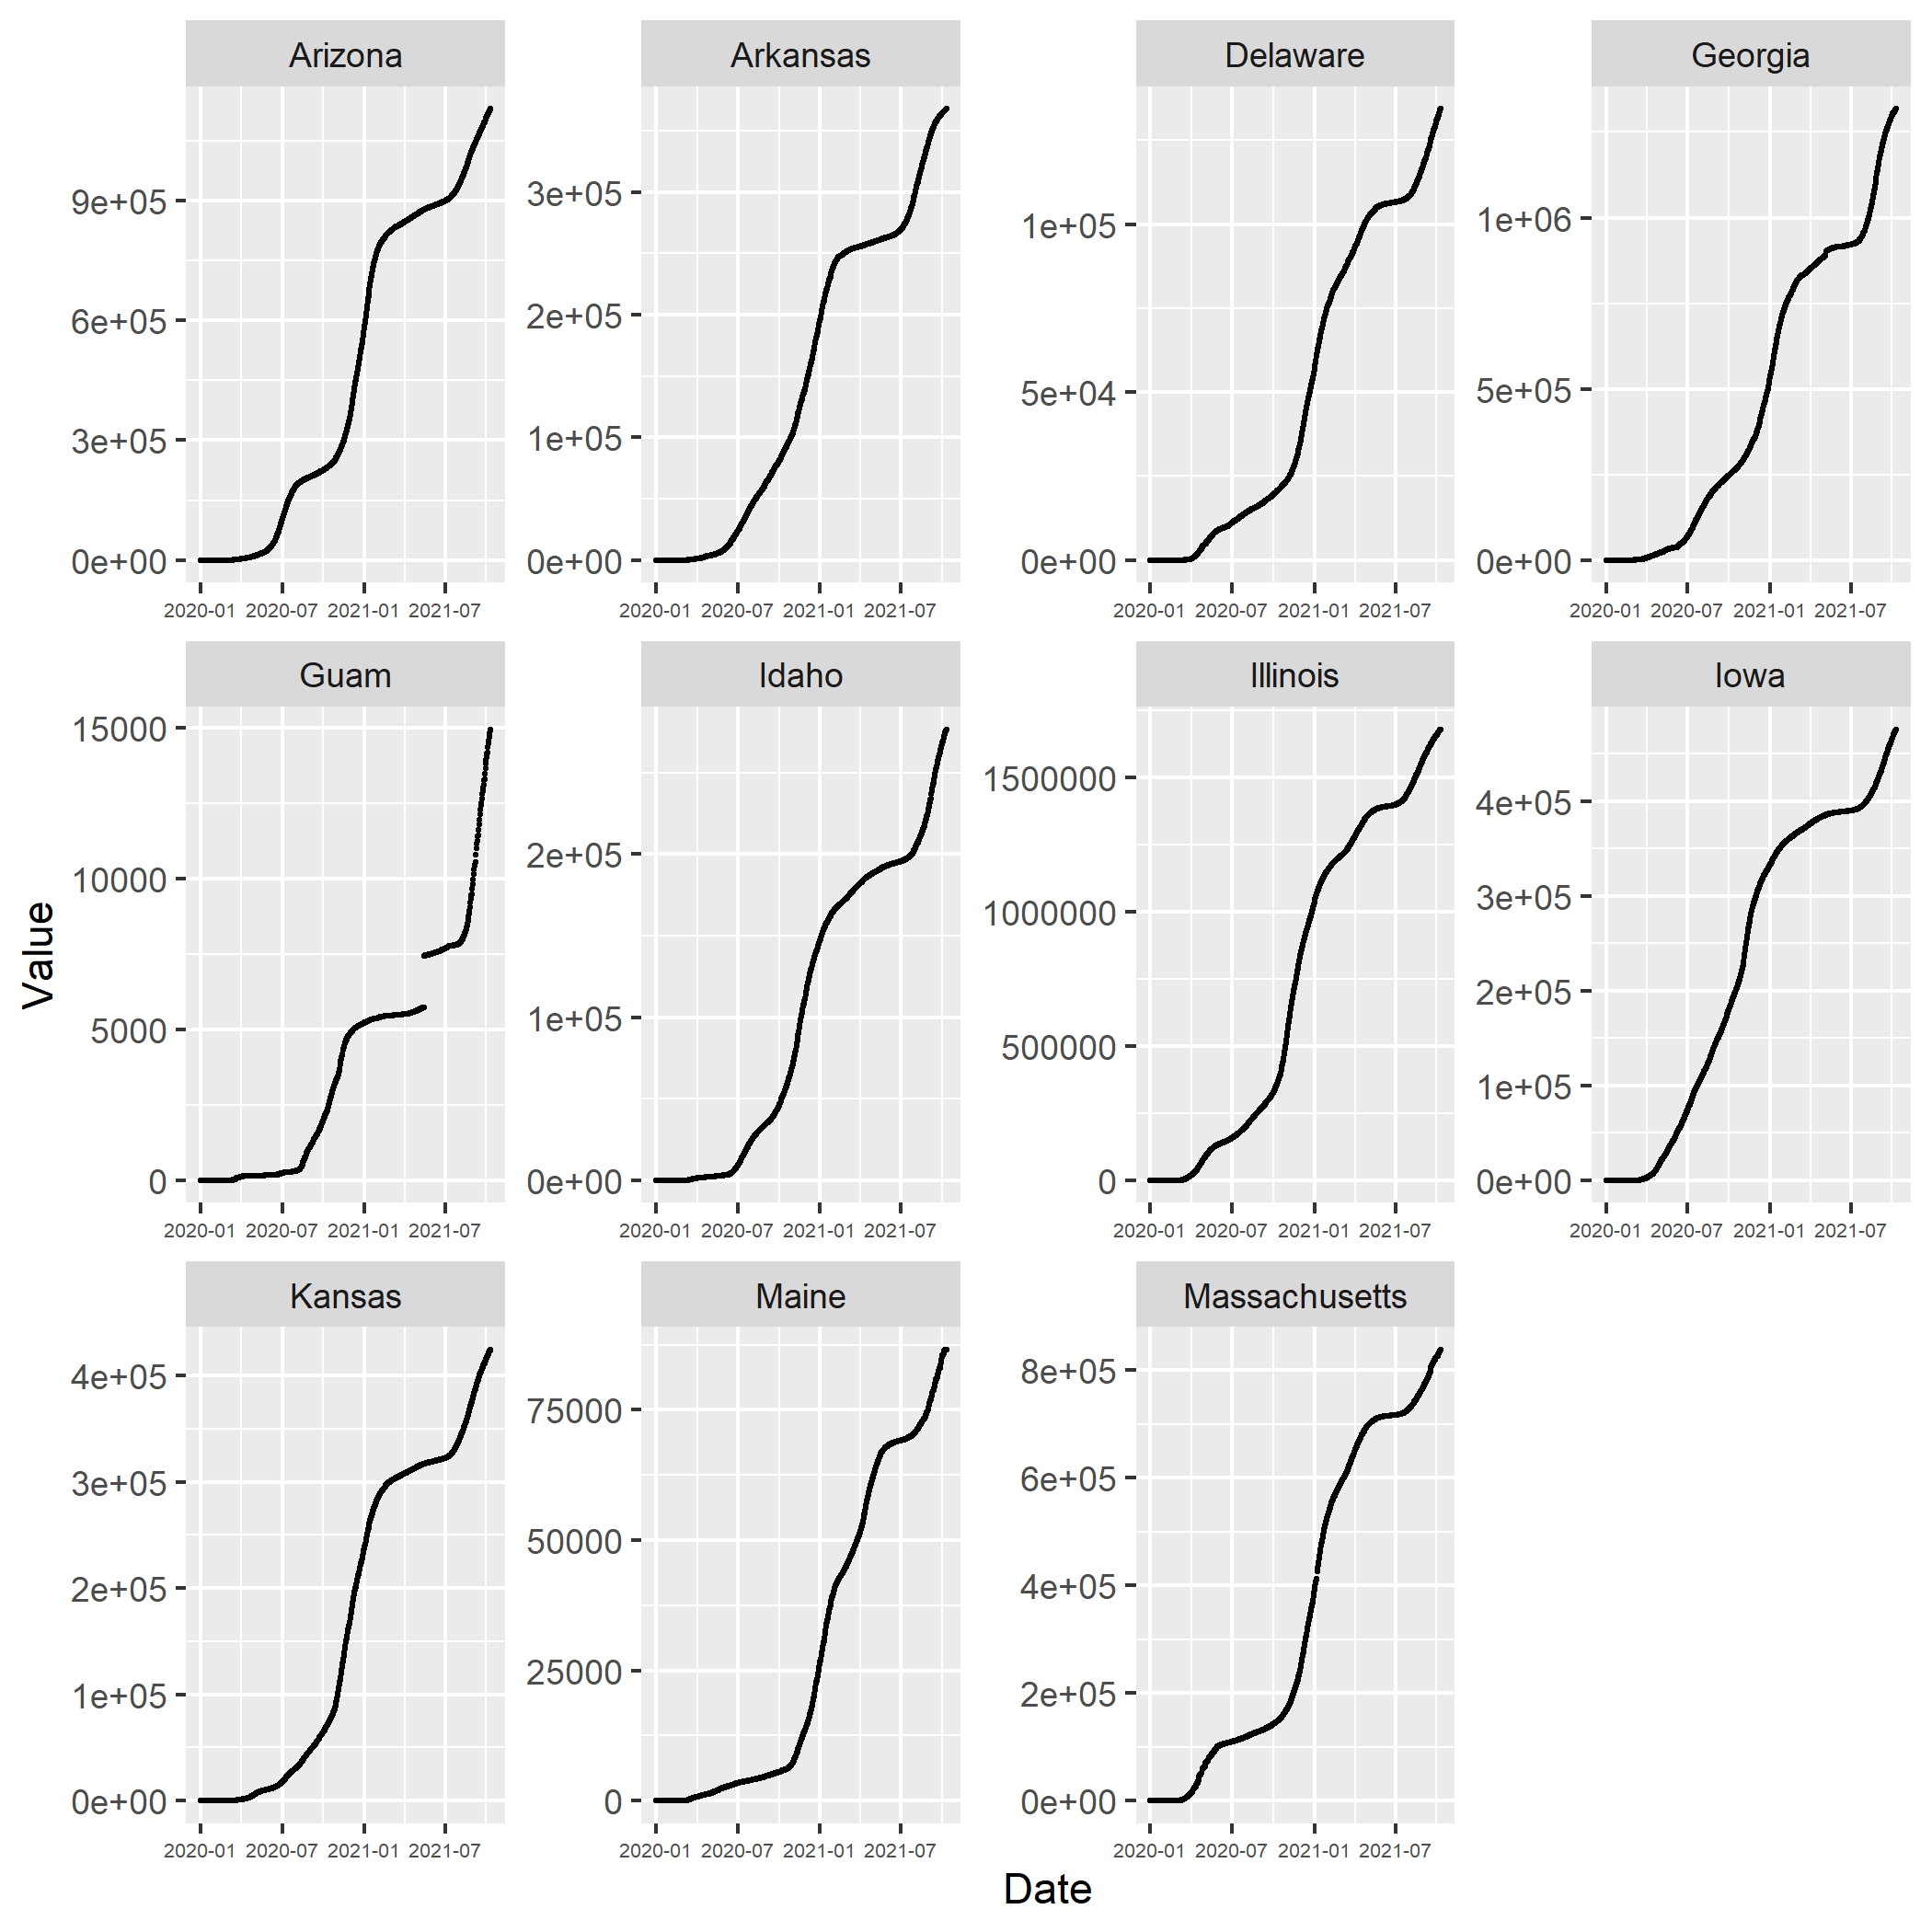 Arizona
Arkansas
Delaware
Georgia
9e+05
6e+05
3e+05
0e+00
3e+05
2e+05
1e+05
0e+00
1e+05
5e+04
0e+00
1e+06
5e+05
0e+00
2020-01 2020-07 2021-01 2021-07
2020-01 2020-07 2021-01 2021-07
2020-01 2020-07 2021-01 2021-07
2020-01 2020-07 2021-01 2021-07
Guam
Idaho
Illinois
Iowa
15000
10000
5000
0
2e+05
1e+05
0e+00
1500000
1000000
500000
0
4e+05
3e+05
2e+05
1e+05
0e+00
2020-01 2020-07 2021-01 2021-07
2020-01 2020-07 2021-01 2021-07
2020-01 2020-07 2021-01 2021-07
2020-01 2020-07 2021-01 2021-07
Kansas
Maine
Massachusetts
4e+05
3e+05
2e+05
1e+05
0e+00
75000
50000
25000
0
8e+05
6e+05
4e+05
2e+05
0e+00
2020-01 2020-07 2021-01 2021-07
2020-01 2020-07 2021-01 2021-07
2020-01 2020-07 2021-01 2021-07
Value
Date